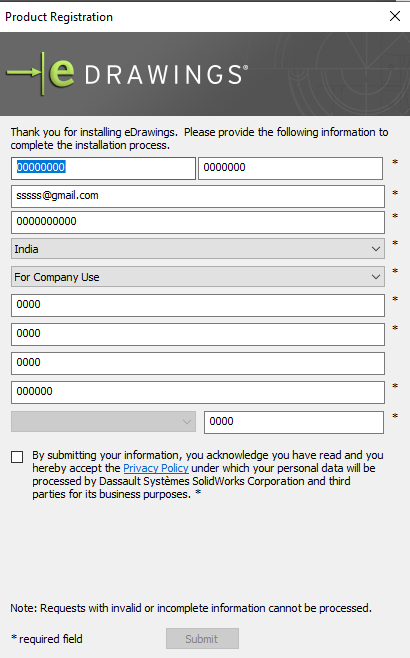 Product Registration
eDRAWINGS®
Thank you for installing eDrawings. Please provide the following information to
complete the installation process.
00000000 0000000 *
sssss@gmail.com *
0000000000 *
India *
For Company Use *
0000 *
0000 *
0000
000000 *
0000 *
By submitting your information, you acknowledge you have read and you
hereby accept the Privacy Policy under which your personal data will be
processed by Dassault Systèmes SolidWorks Corporation and third
parties for its business purposes. *
Note: Requests with invalid or incomplete information cannot be processed.
* required field Submit